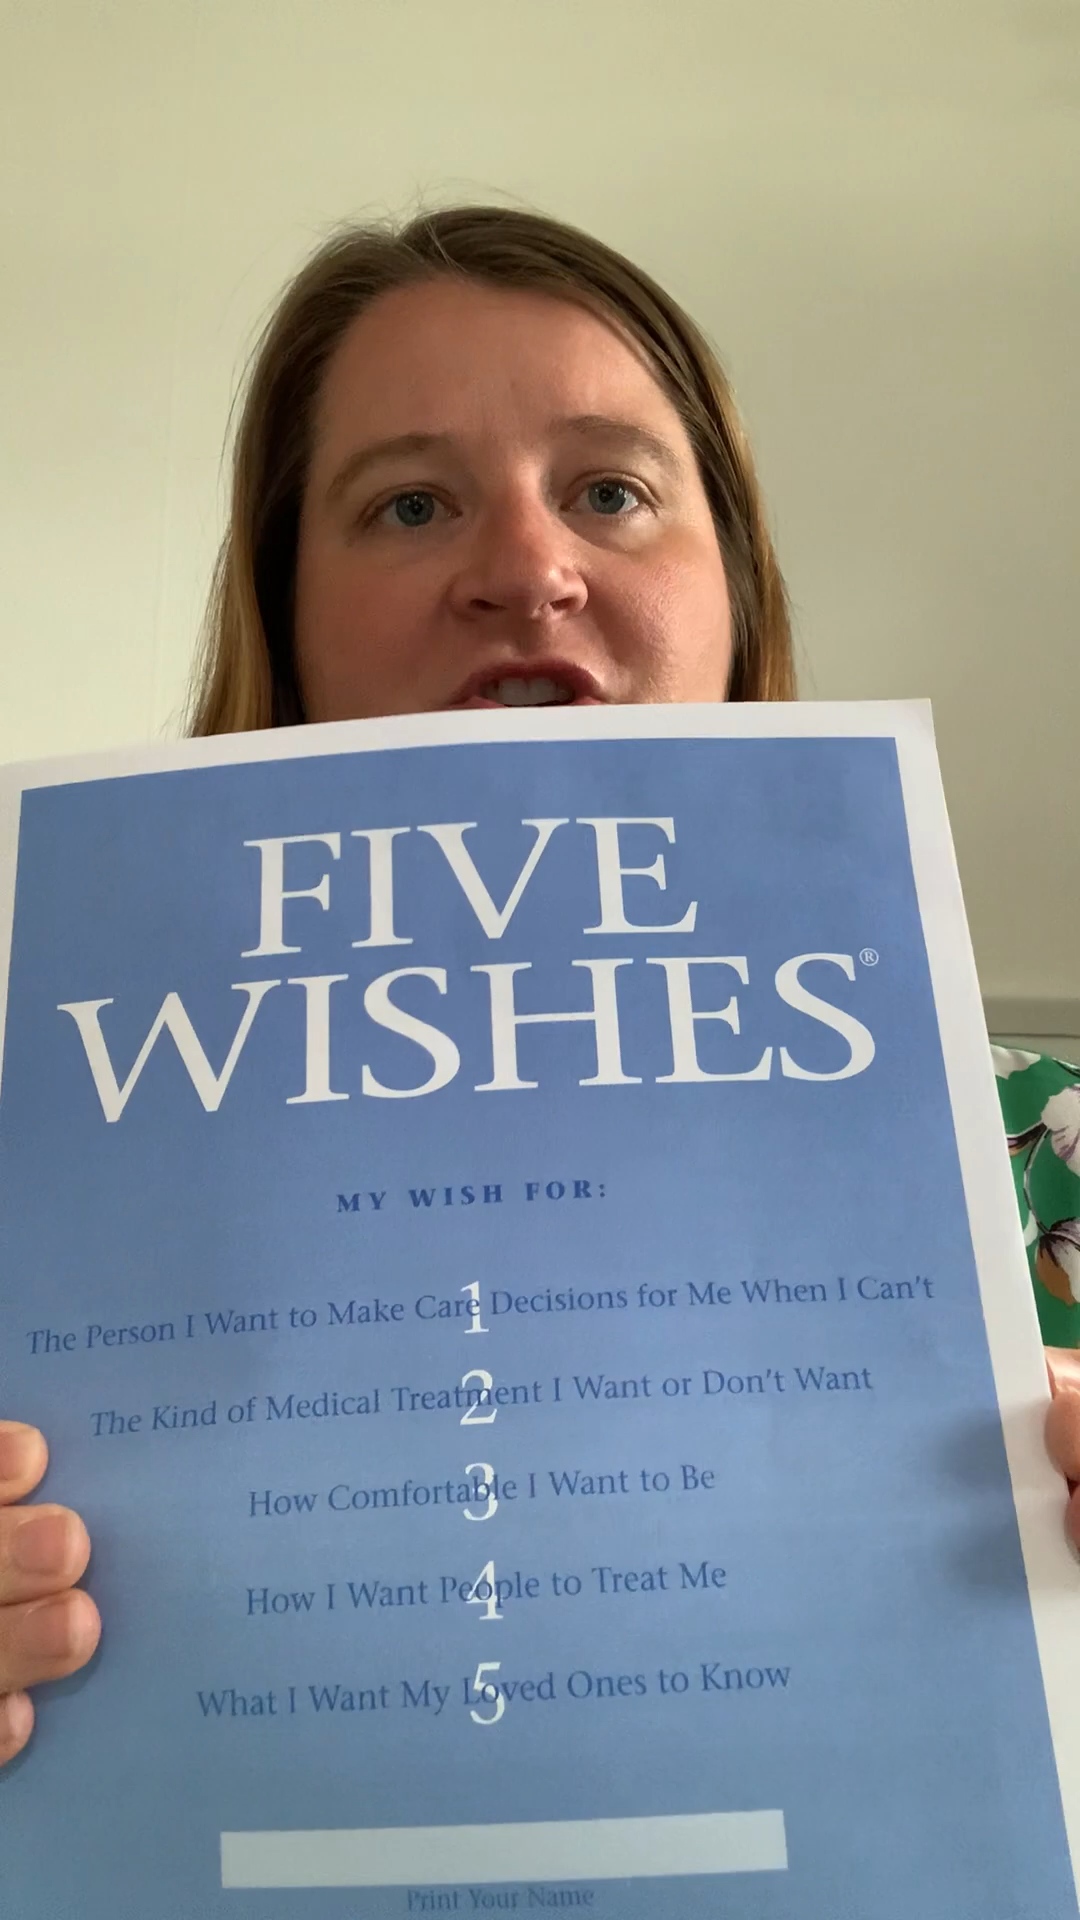 FIVE
WISHES®
MY WISH FOR:
1
The Person I Want to Make Care Decisions for Me When I Can't
2
The Kind of Medical Treatment I Want or Don't Want
3
How Comfortable I Want to Be
4
How I Want People to Treat Me
5
What I Want My Loved Ones to Know
Print Your Name